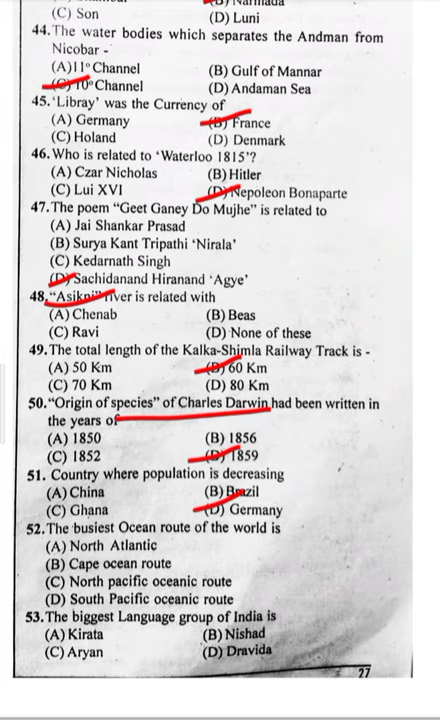 (B) Narmada
(C) Son (D) Luni
44. The water bodies which separates the Andman from
Nicobar -
(A) 11° Channel (B) Gulf of Mannar
(C) 10° Channel (D) Andaman Sea
45. 'Libray' was the Currency of
(A) Germany (B) France
(C) Holand (D) Denmark
46. Who is related to 'Waterloo 1815'?
(A) Czar Nicholas (B) Hitler
(C) Lui XVI (D) Nepoleon Bonaparte
47. The poem "Geet Ganey Do Mujhe" is related to
(A) Jai Shankar Prasad
(B) Surya Kant Tripathi 'Nirala'
(C) Kedarnath Singh
(D) Sachidanand Hiranand 'Agye'
48. "Asikni" river is related with
(A) Chenab (B) Beas
(C) Ravi (D) None of these
49. The total length of the Kalka-Shimla Railway Track is -
(A) 50 Km (B) 60 Km
(C) 70 Km (D) 80 Km
50. "Origin of species" of Charles Darwin had been written in
the years of
(A) 1850 (B) 1856
(C) 1852 (D) 1859
51. Country where population is decreasing
(A) China (B) Brazil
(C) Ghana (D) Germany
52. The busiest Ocean route of the world is
(A) North Atlantic
(B) Cape ocean route
(C) North pacific oceanic route
(D) South Pacific oceanic route
53. The biggest Language group of India is
(A) Kirata (B) Nishad
(C) Aryan (D) Dravida
27